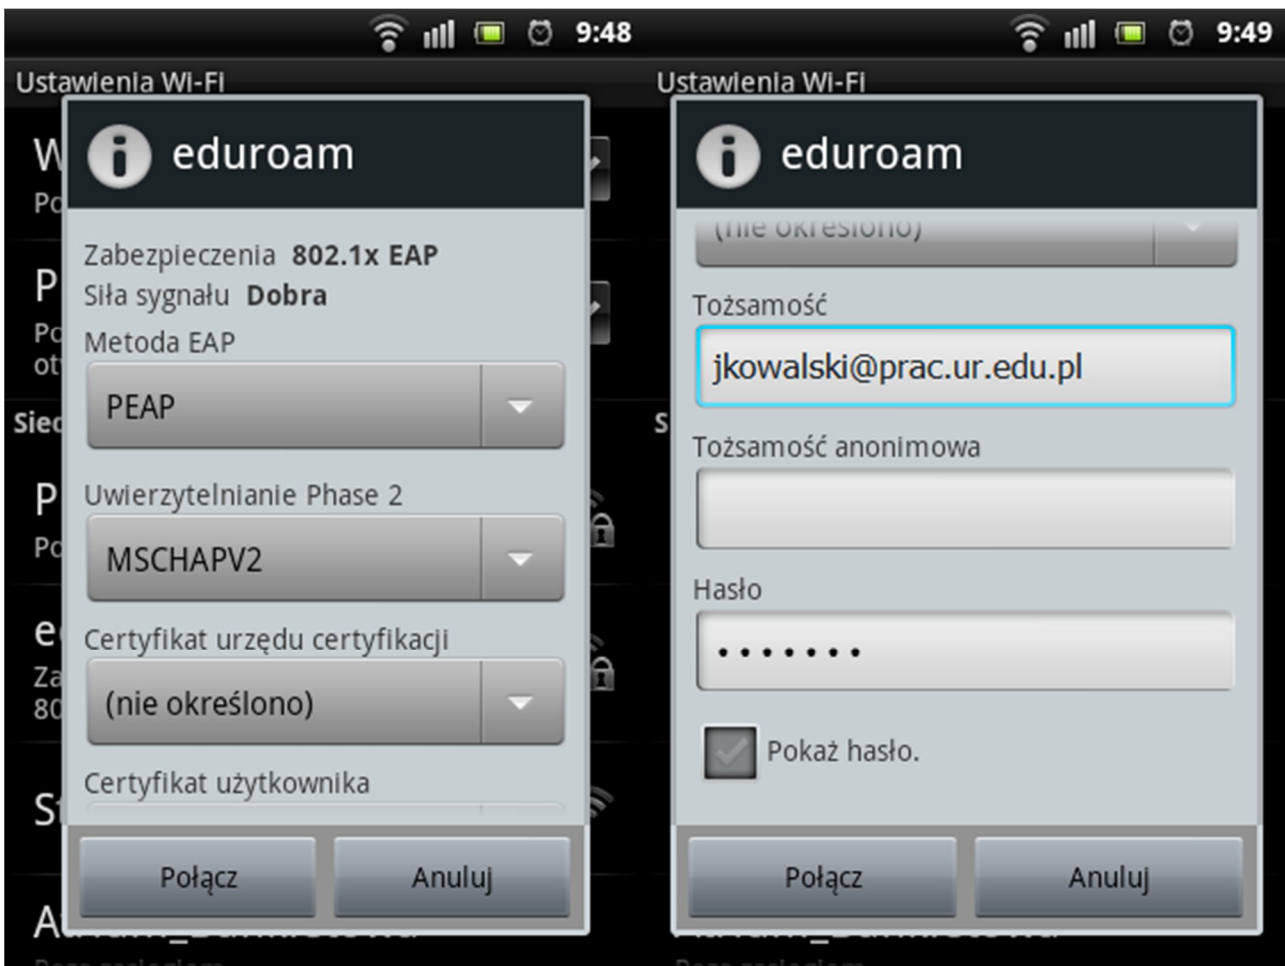 9:48
Ustawienia Wi-Fi
eduroam
Zabezpieczenia 802.1x EAP
Siła sygnału Dobra
Metoda EAP
PEAP
Uwierzytelnianie Phase 2
MSCHAPV2
Certyfikat urzędu certyfikacji
(nie określono)
Certyfikat użytkownika
Połącz Anuluj
9:49
Ustawienia Wi-Fi
eduroam
(nie określono)
Tożsamość
jkowalski@prac.ur.edu.pl
Tożsamość anonimowa
Hasło
•••••••
Pokaż hasło.
Połącz Anuluj